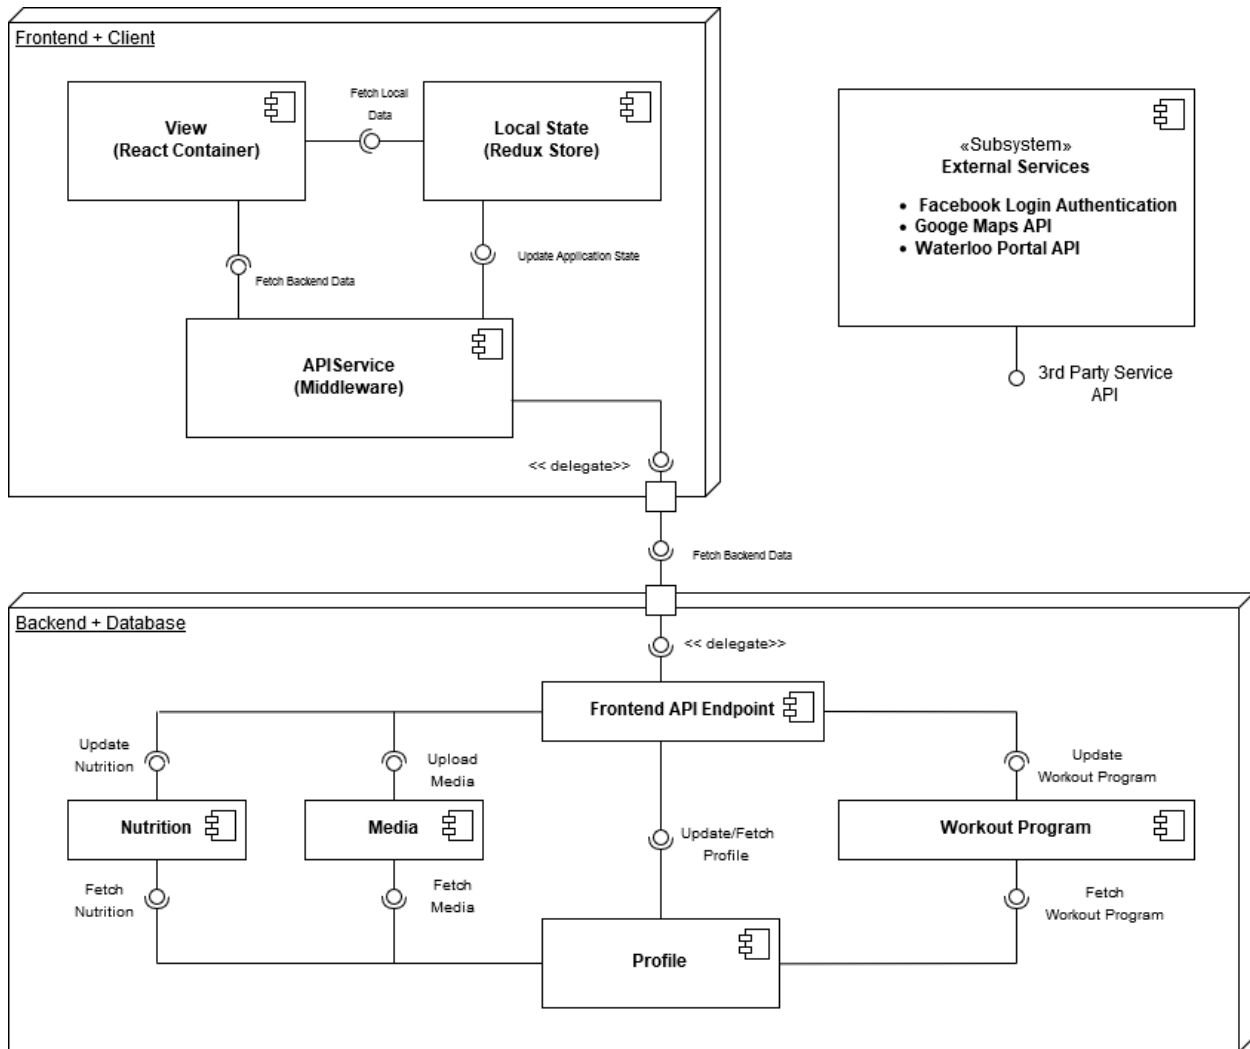 Frontend + Client
View
(React Container)
Fetch Local
Data
Local State
(Redux Store)
Fetch Backend Data
Update Application State
APIService
(Middleware)
<< delegate>>
«Subsystem»
External Services
• Facebook Login Authentication
• Googe Maps API
• Waterloo Portal API
3rd Party Service
API
Fetch Backend Data
Backend + Database
<< delegate>>
Frontend API Endpoint
Update
Nutrition
Upload
Media
Update
Workout Program
Nutrition
Media
Update/Fetch
Profile
Workout Program
Fetch
Nutrition
Fetch
Media
Fetch
Workout Program
Profile